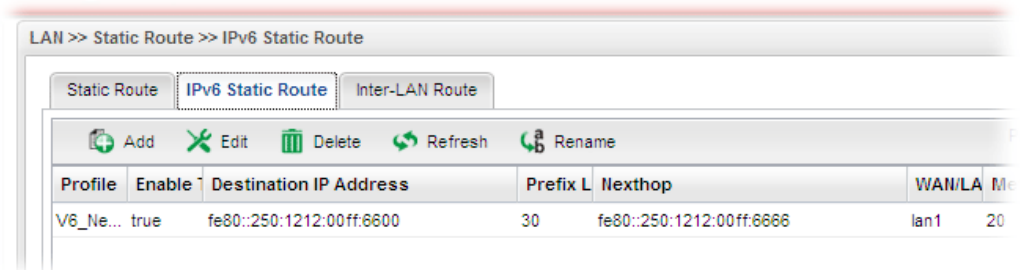 LAN >> Static Route >> IPv6 Static Route
Static Route IPv6 Static Route Inter-LAN Route
Add Edit Delete Refresh Rename
Profile Enable T Destination IP Address Prefix L Nexthop WAN/LA Me
V6_Ne... true fe80::250:1212:00ff:6600 30 fe80::250:1212:00ff:6666 lan1 20